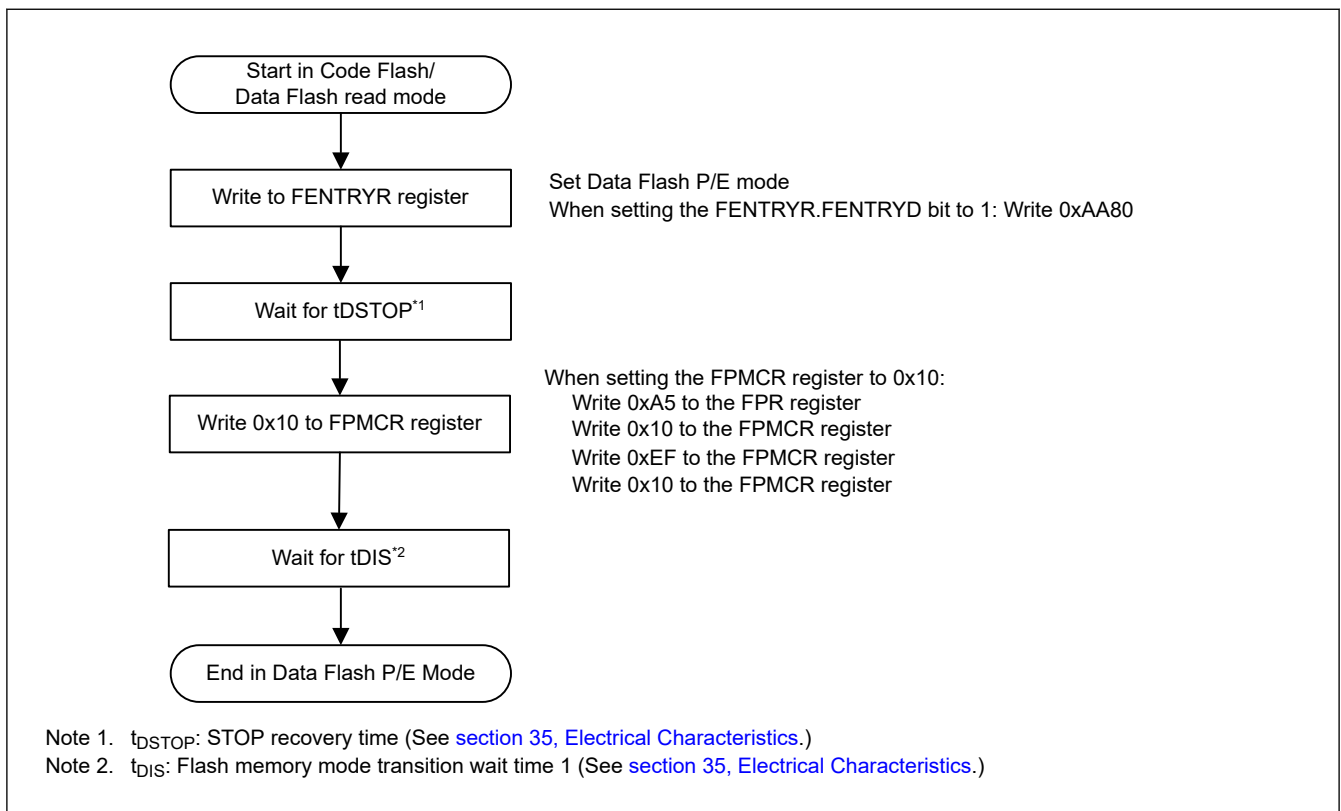 Start in Code Flash/
Data Flash read mode
Write to FENTRYR register
Set Data Flash P/E mode
When setting the FENTRYR.FENTRYD bit to 1: Write 0xAA80
Wait for tDSTOP*1
When setting the FPMCR register to 0x10:
Write 0xA5 to the FPR register
Write 0x10 to FPMCR register
Write 0x10 to the FPMCR register
Write 0xEF to the FPMCR register
Write 0x10 to the FPMCR register
Wait for tDIS*2
End in Data Flash P/E Mode
Note 1. tDSTOP: STOP recovery time (See section 35, Electrical Characteristics.)
Note 2. tDIS: Flash memory mode transition wait time 1 (See section 35, Electrical Characteristics.)